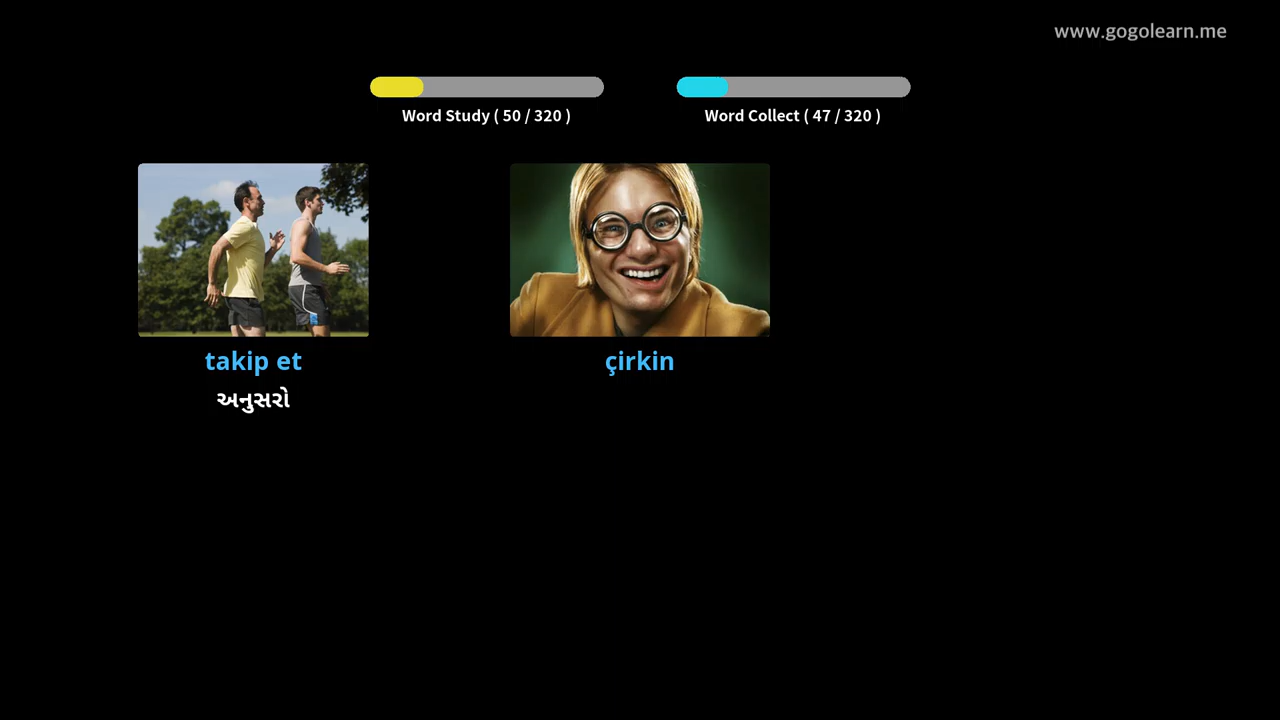 www.gogolearn.me
Word Study ( 50 / 320 )
Word Collect ( 47 / 320 )
takip et
અનુસરો
çirkin